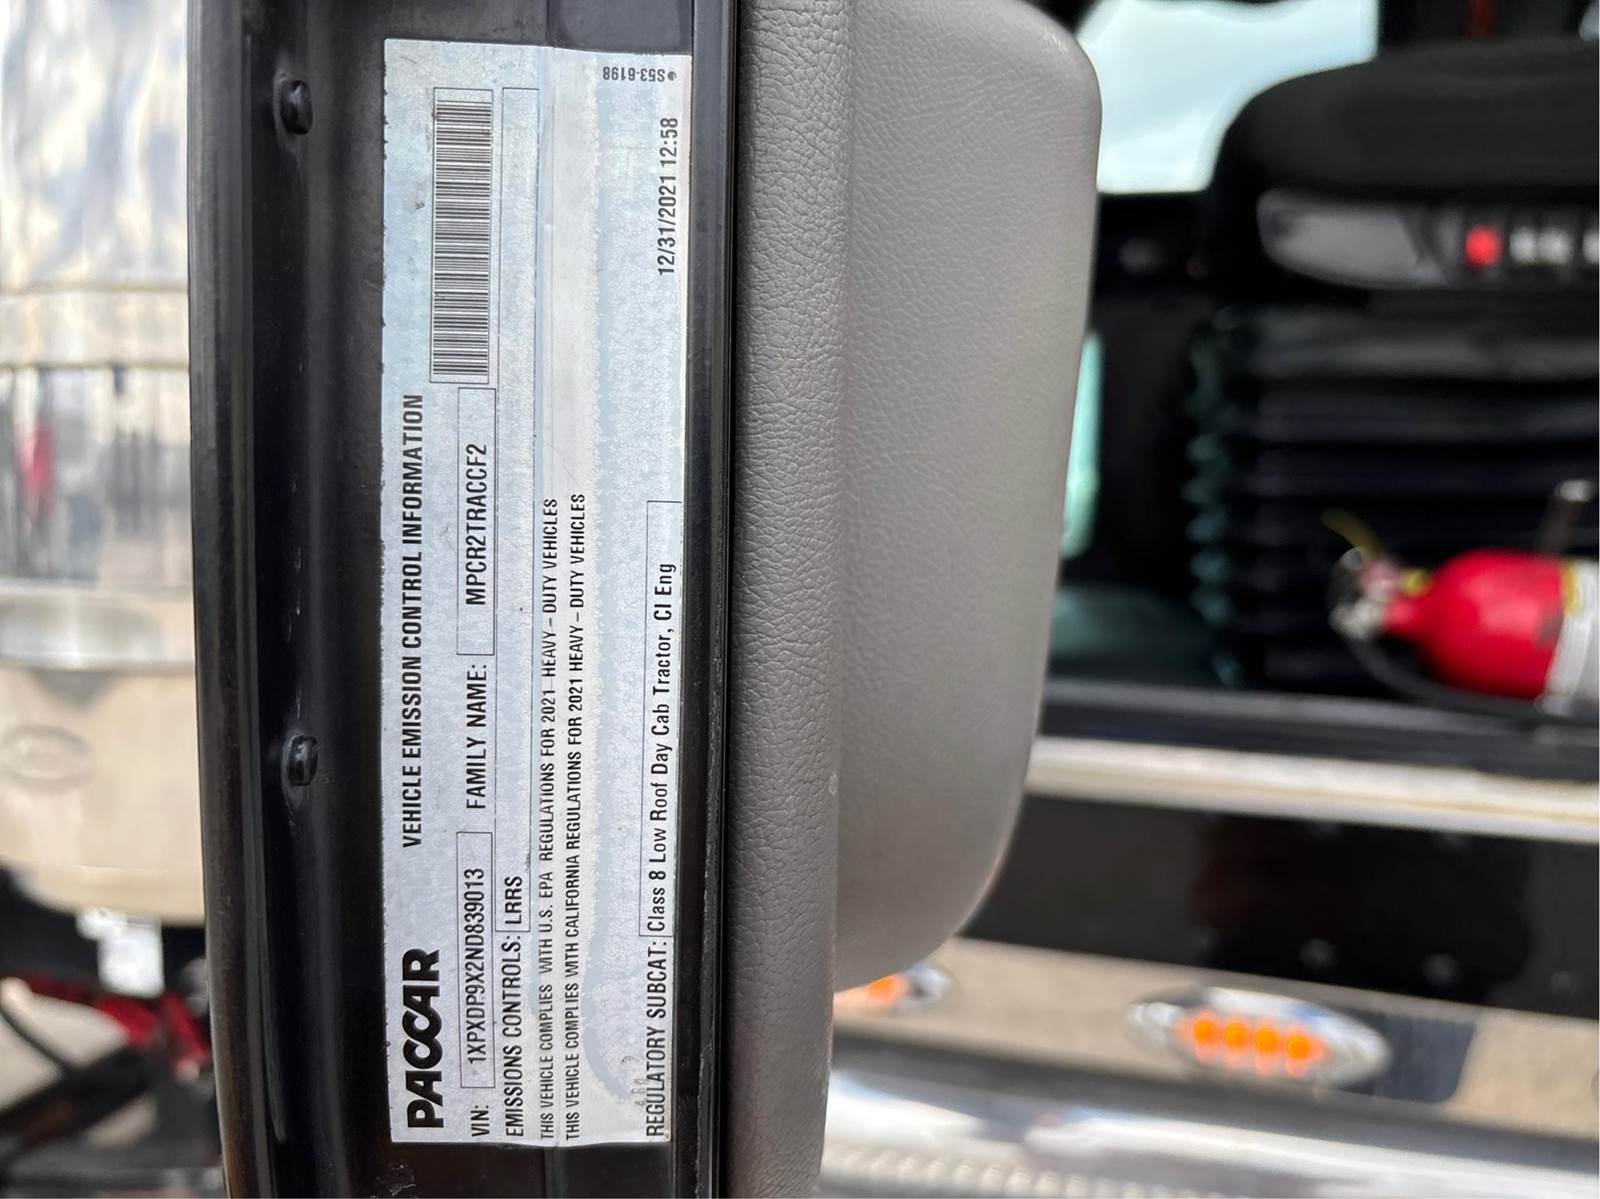 PACCAR VEHICLE EMISSION CONTROL INFORMATION
VIN: 1XPXDP9X2ND839013 FAMILY NAME: MPCR2TRACCF2
EMISSIONS CONTROLS: LRRS
THIS VEHICLE COMPLIES WITH U.S. EPA REGULATIONS FOR 2021 HEAVY - DUTY VEHICLES
THIS VEHICLE COMPLIES WITH CALIFORNIA REGULATIONS FOR 2021 HEAVY - DUTY VEHICLES
REGULATORY SUBCAT: Class 8 Low Roof Day Cab Tractor, CI Eng
12/31/2021 12:58
S53-6198